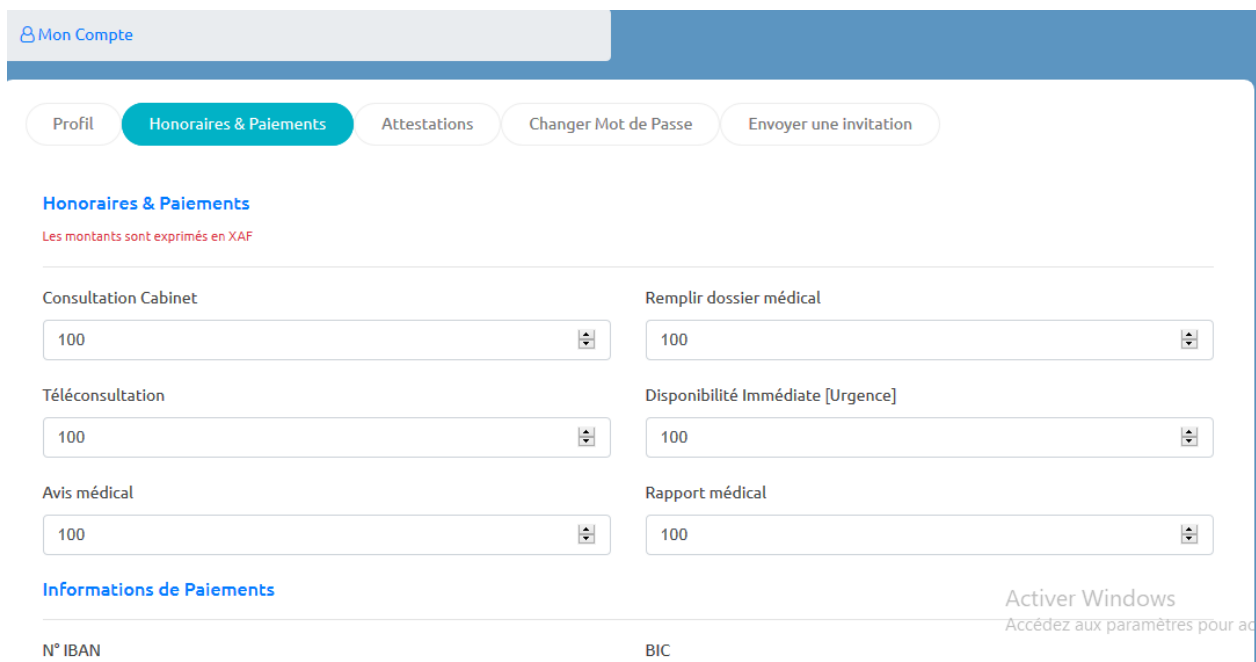 Mon Compte
Profil Honoraires & Paiements Attestations Changer Mot de Passe Envoyer une invitation
Honoraires & Paiements
Les montants sont exprimés en XAF
Consultation Cabinet Remplir dossier médical
100 100
Téléconsultation Disponibilité Immédiate [Urgence]
100 100
Avis médical Rapport médical
100 100
Informations de Paiements
Activer Windows
Accédez aux paramètres pour ac
N° IBAN BIC